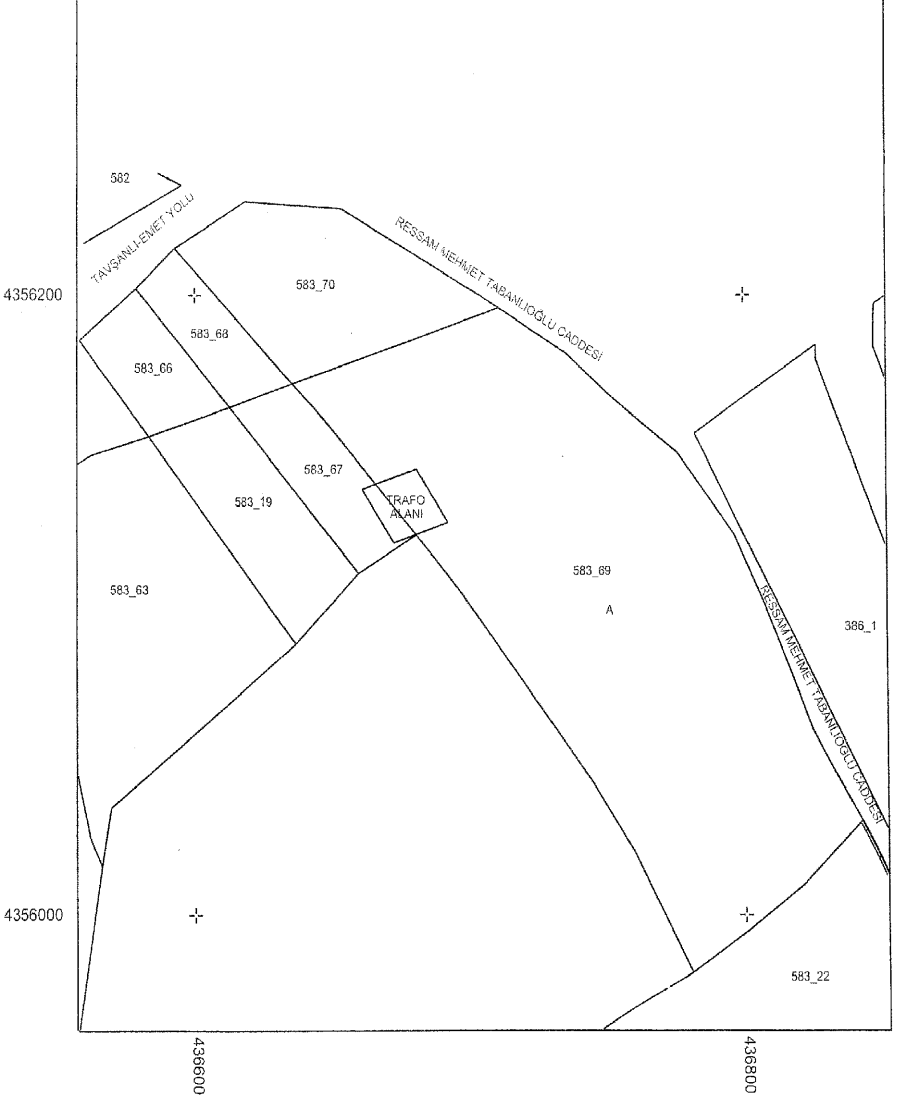 582
TAVŞANLI-EMET YOLU
RESSAM MEHMET TABANLIOĞLU CADDESİ
583_70
4356200
583_68
583_66
583_67
583_19
TRAFO
ALANI
583_69
583_63
A
386_1
RESSAM MEHMET TABANLIOĞLU CADDESİ
4356000
583_22
436600
436800